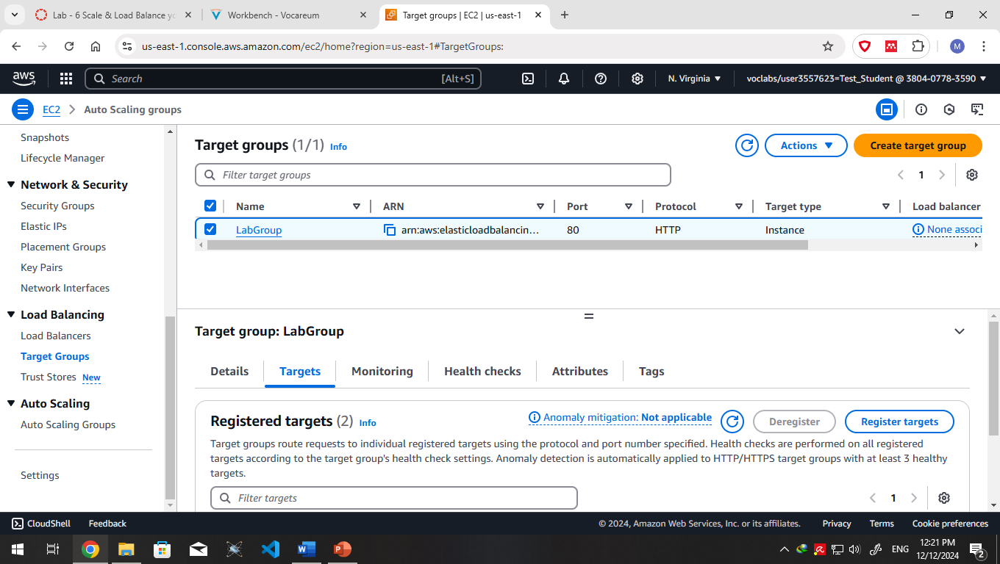 Lab - 6 Scale & Load Balance yo
Workbench - Vocareum
Target groups | EC2 | us-east-1
us-east-1.console.aws.amazon.com/ec2/home?region=us-east-1#TargetGroups:
M
aws
Search [Alt+S]
N. Virginia
voclabs/user3557623=Test_Student @ 3804-0778-3590
EC2 Auto Scaling groups
Snapshots
Lifecycle Manager
Network & Security
Security Groups
Elastic IPs
Placement Groups
Key Pairs
Network Interfaces
Load Balancing
Load Balancers
Target Groups
Trust Stores New
Auto Scaling
Auto Scaling Groups
Settings
Target groups (1/1) Info
Actions
Create target group
Filter target groups
1
Name ARN Port Protocol Target type Load balancer
LabGroup arn:aws:elasticloadbalancin... 80 HTTP Instance None associ
Target group: LabGroup
Details Targets Monitoring Health checks Attributes Tags
Registered targets (2) Info
Anomaly mitigation: Not applicable
Deregister
Register targets
Target groups route requests to individual registered targets using the protocol and port number specified. Health checks are performed on all registered
targets according to the target group's health check settings. Anomaly detection is automatically applied to HTTP/HTTPS target groups with at least 3 healthy
targets.
Filter targets
1
CloudShell Feedback
© 2024, Amazon Web Services, Inc. or its affiliates. Privacy Terms Cookie preferences
ENG
12:21 PM
12/12/2024
2